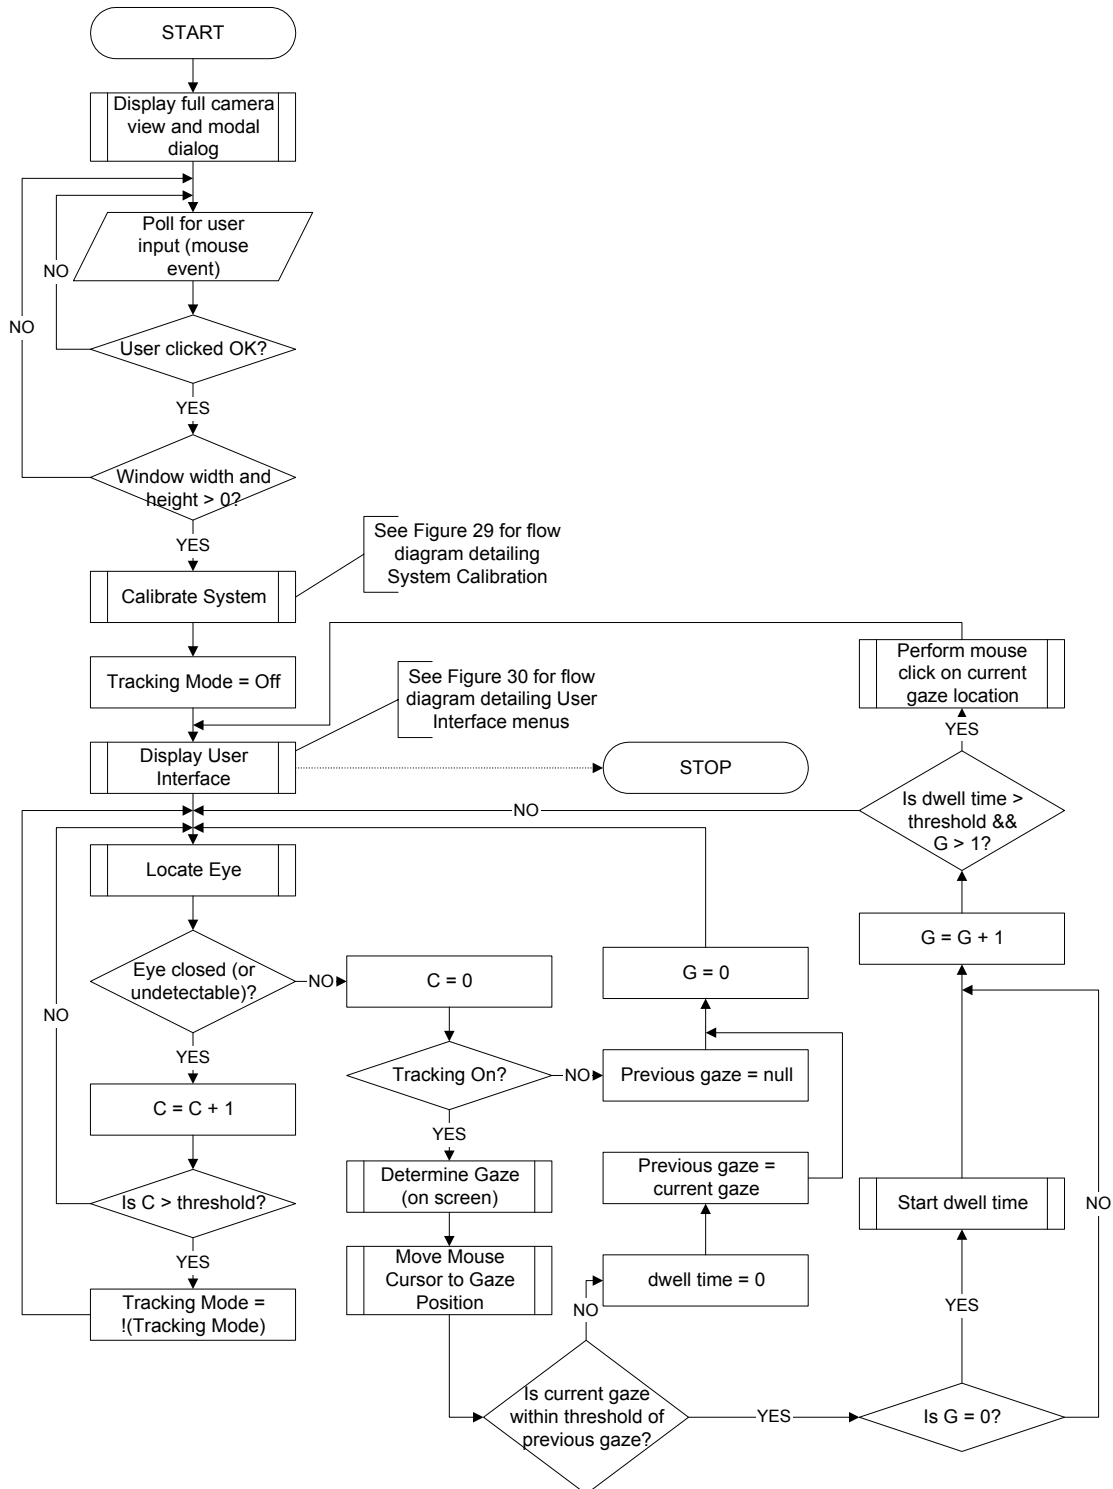 START
Display full camera
view and modal
dialog
Poll for user
input (mouse
event)
NO
NO
User clicked OK?
YES
Window width and
height > 0?
YES
See Figure 29 for flow
diagram detailing
System Calibration
Calibrate System
Tracking Mode = Off
See Figure 30 for flow
diagram detailing User
Interface menus
Display User
Interface
STOP
Perform mouse
click on current
gaze location
YES
Is dwell time >
threshold &&
G > 1?
NO
Locate Eye
G = G + 1
Eye closed (or
undetectable)?
NO
C = 0
G = 0
NO
YES
Tracking On?
NO
Previous gaze = null
C = C + 1
YES
Determine Gaze
(on screen)
Previous gaze =
current gaze
Is C > threshold?
Start dwell time
NO
YES
Move Mouse
Cursor to Gaze
Position
dwell time = 0
Tracking Mode =
!(Tracking Mode)
NO
YES
Is current gaze
within threshold of
previous gaze?
YES
Is G = 0?